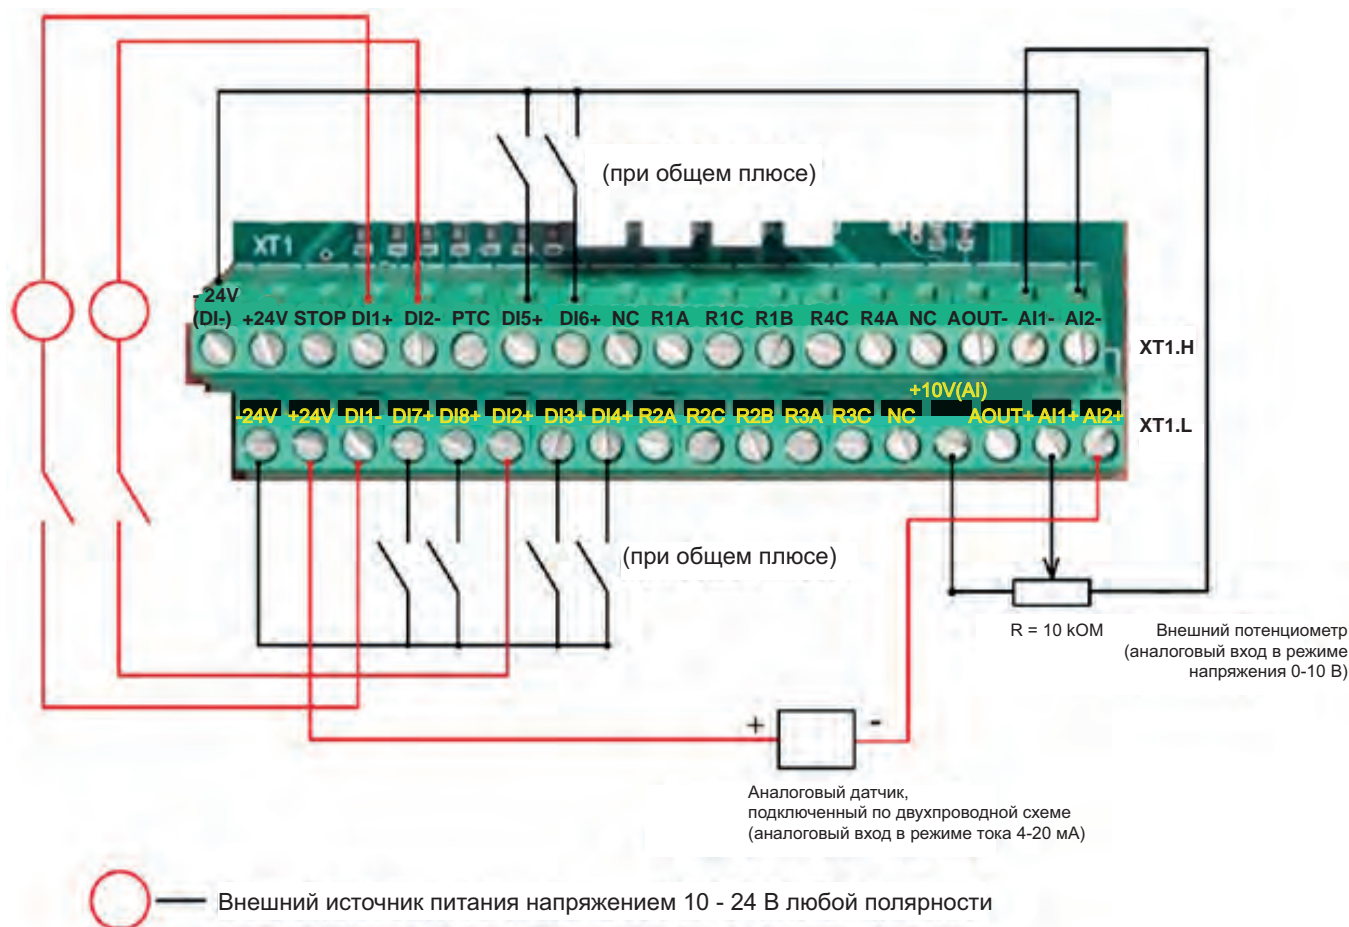 (при общем плюсе)
XT1
- 24V
(DI-) +24V STOP DI1+ DI2- PTC DI5+ DI6+ NC R1A R1C R1B R4C R4A NC AOUT- AI1- AI2-
XT1.H
+10V(AI)
-24V +24V DI1- DI7+ DI8+ DI2+ DI3+ DI4+ R2A R2C R2B R3A R3C NC AOUT+ AI1+ AI2+
XT1.L
(при общем плюсе)
R = 10 kOM
Внешний потенциометр
(аналоговый вход в режиме
напряжения 0-10 В)
+ -
Аналоговый датчик,
подключенный по двухпроводной схеме
(аналоговый вход в режиме тока 4-20 мА)
Внешний источник питания напряжением 10 - 24 В любой полярности